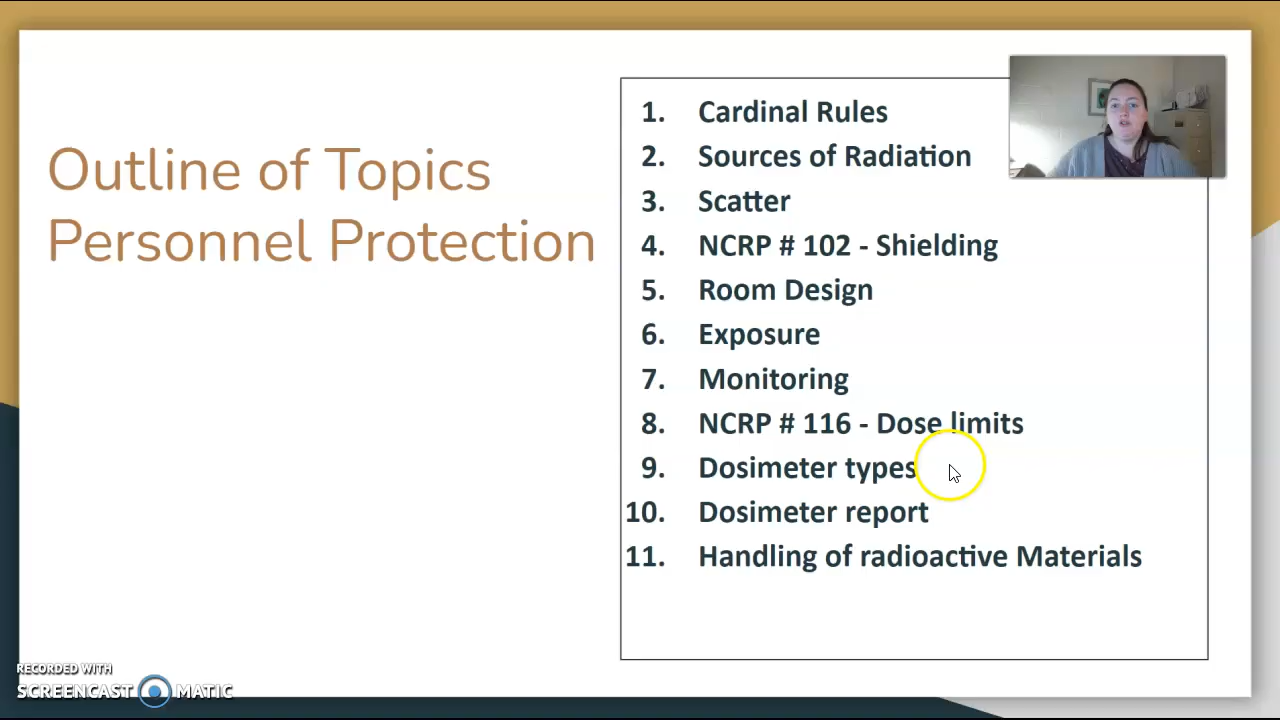 Outline of Topics
Personnel Protection
1. Cardinal Rules
2. Sources of Radiation
3. Scatter
4. NCRP # 102 - Shielding
5. Room Design
6. Exposure
7. Monitoring
8. NCRP # 116 - Dose limits
9. Dosimeter types
10. Dosimeter report
11. Handling of radioactive Materials
RECORDED WITH
SCREENCAST MATIC